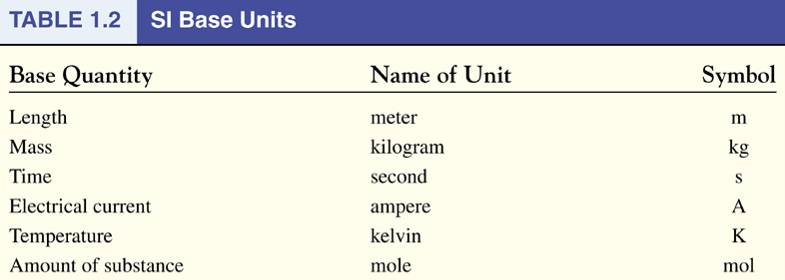 TABLE 1.2 SI Base Units
Base Quantity Name of Unit Symbol
Length meter m
Mass kilogram kg
Time second s
Electrical current ampere A
Temperature kelvin K
Amount of substance mole mol